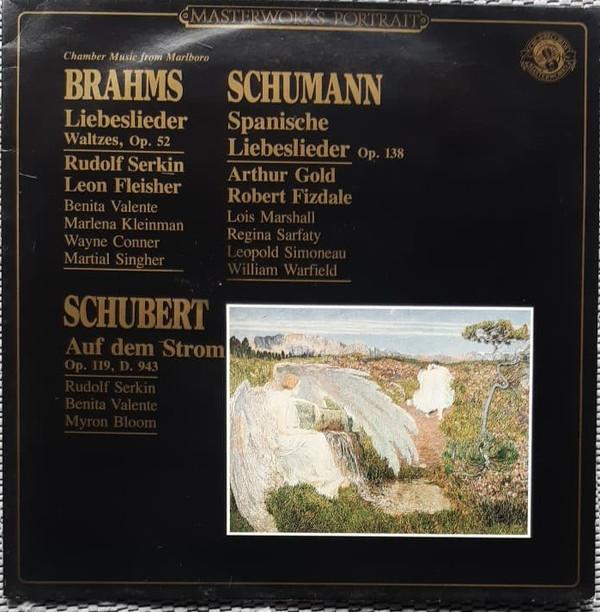 MASTERWORKS PORTRAIT
Chamber Music from Marlboro
BRAHMS
Liebeslieder
Waltzes, Op. 52
Rudolf Serkin
Leon Fleisher
Benita Valente
Marlena Kleinman
Wayne Conner
Martial Singher
SCHUMANN
Spanische
Liebeslieder Op. 138
Arthur Gold
Robert Fizdale
Lois Marshall
Regina Sarfaty
Leopold Simoneau
William Warfield
SCHUBERT
Auf dem Strom
Op. 119, D. 943
Rudolf Serkin
Benita Valente
Myron Bloom